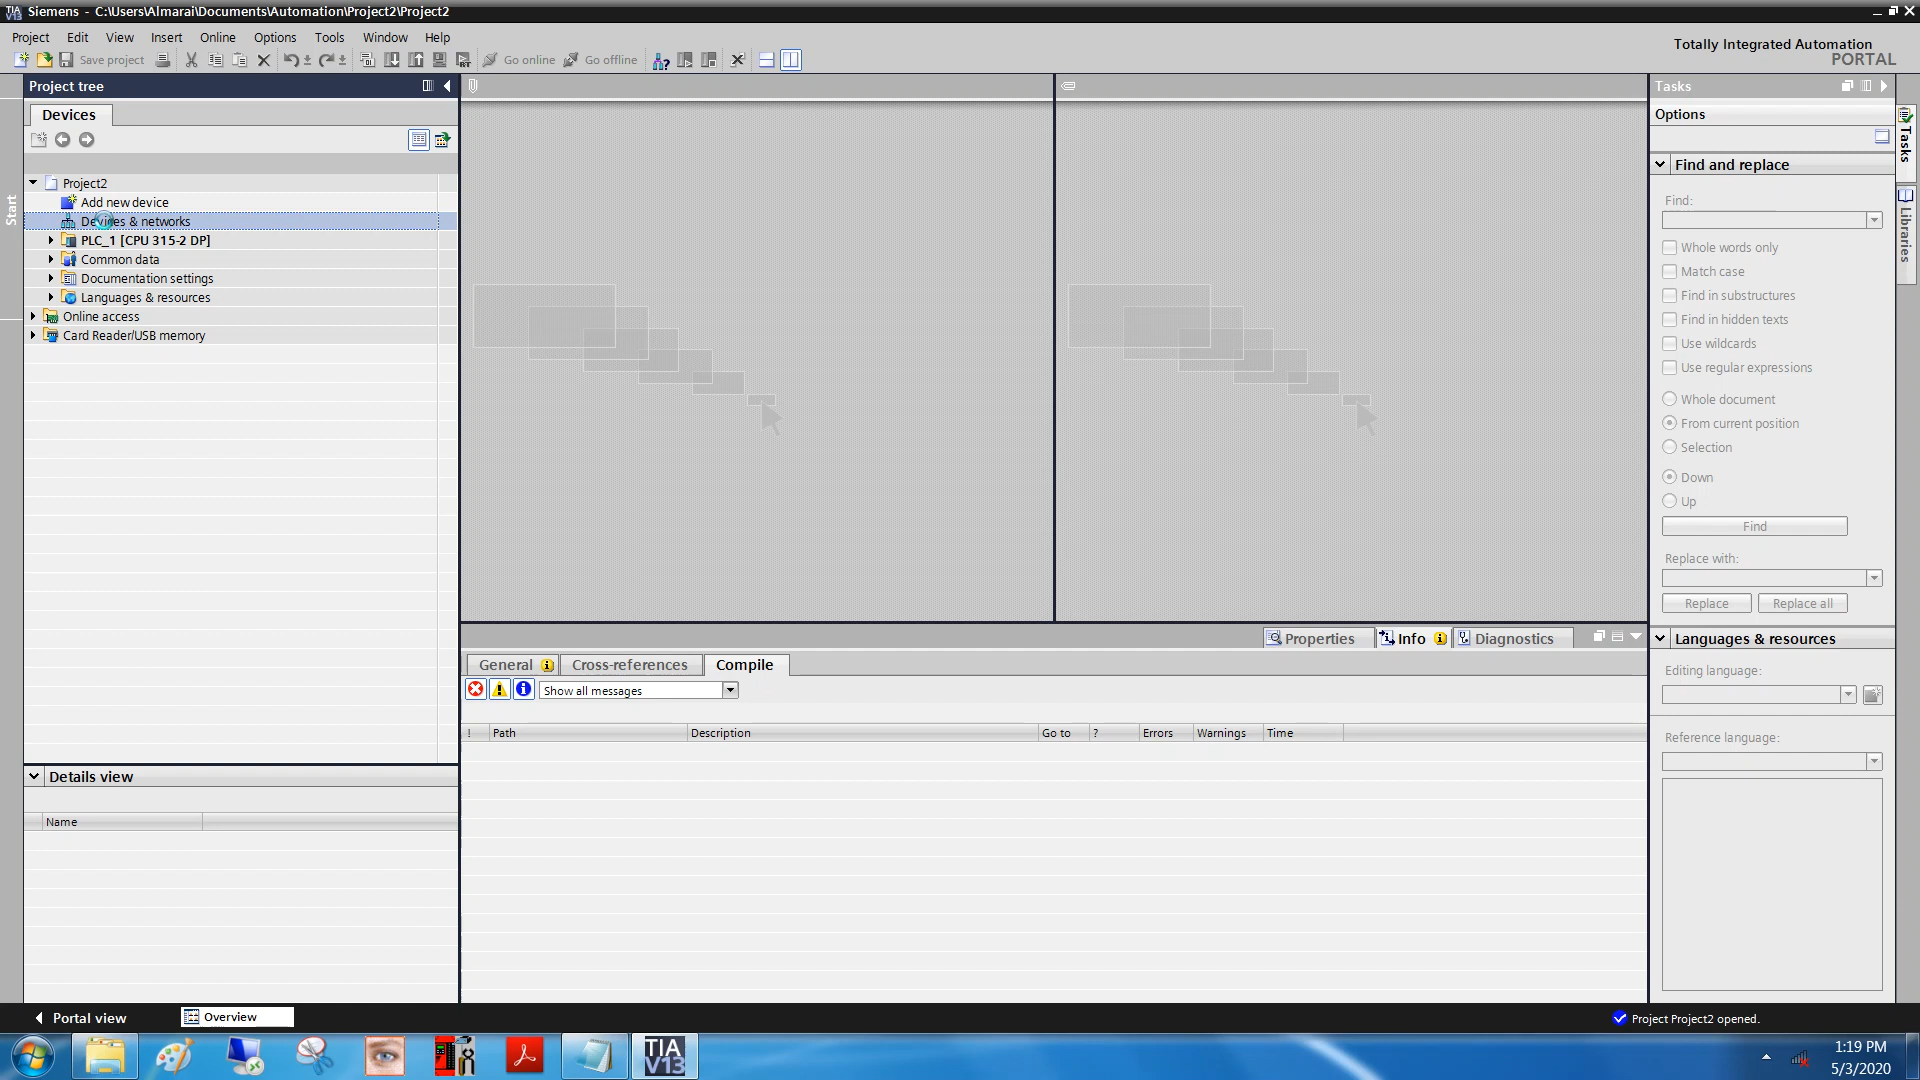 Siemens - C:\Users\Almarai\Documents\Automation\Project2\Project2
Project Edit View Insert Online Options Tools Window Help
Totally Integrated Automation
PORTAL
Save project Go online Go offline
Project tree
Devices
Start
Project2
Add new device
Devices & networks
PLC_1 [CPU 315-2 DP]
Common data
Documentation settings
Languages & resources
Online access
Card Reader/USB memory
Details view
Name
Properties Info Diagnostics
General Cross-references Compile
Show all messages
! Path Description Go to ? Errors Warnings Time
Tasks
Options
Find and replace
Find:
Whole words only
Match case
Find in substructures
Find in hidden texts
Use wildcards
Use regular expressions
Whole document
From current position
Selection
Down
Up
Find
Replace with:
Replace Replace all
Languages & resources
Editing language:
Reference language:
Tasks
Libraries
Portal view Overview
Project Project2 opened.
TIA
V13
1:19 PM
5/3/2020